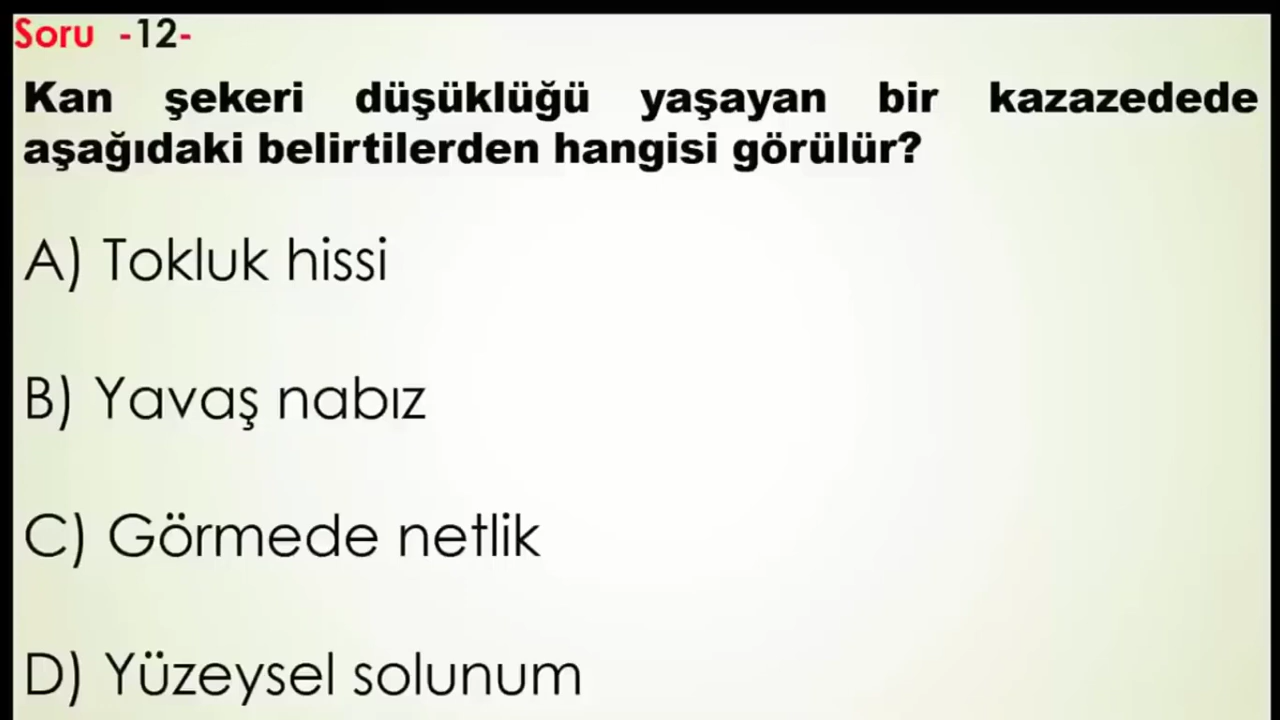 Soru -12-
Kan şekeri düşüklüğü yaşayan bir kazazedede
aşağıdaki belirtilerden hangisi görülür?
A) Tokluk hissi
B) Yavaş nabız
C) Görmede netlik
D) Yüzeysel solunum